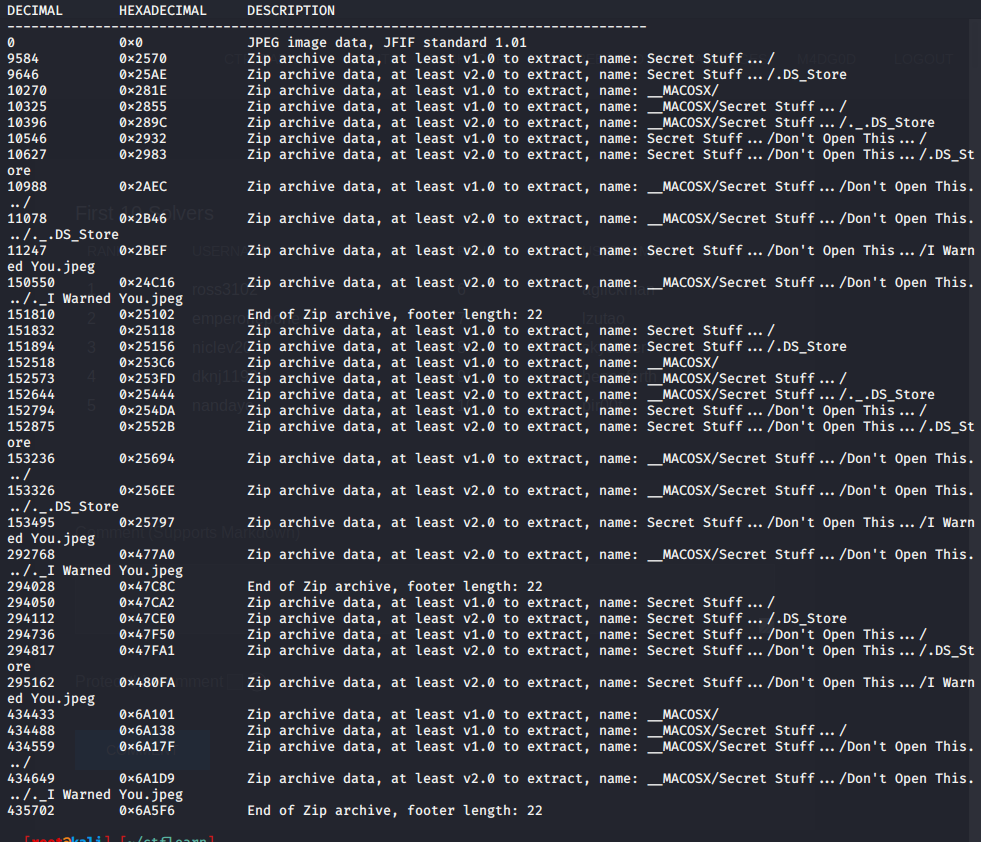 DECIMAL HEXADECIMAL DESCRIPTION
--------------------------------------------------------------------------------
0 0x0 JPEG image data, JFIF standard 1.01
9584 0x2570 Zip archive data, at least v1.0 to extract, name: Secret Stuff.../
9646 0x25AE Zip archive data, at least v2.0 to extract, name: Secret Stuff.../.DS_Store
10270 0x281E Zip archive data, at least v1.0 to extract, name: __MACOSX/
10325 0x2855 Zip archive data, at least v1.0 to extract, name: __MACOSX/Secret Stuff.../
10396 0x289C Zip archive data, at least v2.0 to extract, name: __MACOSX/Secret Stuff.../._.DS_Store
10546 0x2932 Zip archive data, at least v1.0 to extract, name: Secret Stuff.../Don't Open This.../
10627 0x2983 Zip archive data, at least v2.0 to extract, name: Secret Stuff.../Don't Open This.../.DS_St
ore
10988 0x2AEC Zip archive data, at least v1.0 to extract, name: __MACOSX/Secret Stuff.../Don't Open This.
../
First 10 Solvers
11078 0x2B46 Zip archive data, at least v2.0 to extract, name: __MACOSX/Secret Stuff.../Don't Open This.
../._.DS_Store
11247 0x2BEF Zip archive data, at least v2.0 to extract, name: Secret Stuff.../Don't Open This.../I Warn
ed You.jpeg
150550 0x24C16 Zip archive data, at least v2.0 to extract, name: __MACOSX/Secret Stuff.../Don't Open This.
../._I Warned You.jpeg
151810 0x25102 End of Zip archive, footer length: 22
151832 0x25118 Zip archive data, at least v1.0 to extract, name: Secret Stuff.../
151894 0x25156 Zip archive data, at least v2.0 to extract, name: Secret Stuff.../.DS_Store
152518 0x253C6 Zip archive data, at least v1.0 to extract, name: __MACOSX/
152573 0x253FD Zip archive data, at least v1.0 to extract, name: __MACOSX/Secret Stuff.../
152644 0x25444 Zip archive data, at least v2.0 to extract, name: __MACOSX/Secret Stuff.../._.DS_Store
152794 0x254DA Zip archive data, at least v1.0 to extract, name: Secret Stuff.../Don't Open This.../
152875 0x2552B Zip archive data, at least v2.0 to extract, name: Secret Stuff.../Don't Open This.../.DS_St
ore
153236 0x25694 Zip archive data, at least v1.0 to extract, name: __MACOSX/Secret Stuff.../Don't Open This.
../
153326 0x256EE Zip archive data, at least v2.0 to extract, name: __MACOSX/Secret Stuff.../Don't Open This.
../._.DS_Store
153495 0x25797 Zip archive data, at least v2.0 to extract, name: Secret Stuff.../Don't Open This.../I Warn
ed You.jpeg
292768 0x477A0 Zip archive data, at least v2.0 to extract, name: __MACOSX/Secret Stuff.../Don't Open This.
../._I Warned You.jpeg
294028 0x47C8C End of Zip archive, footer length: 22
294050 0x47CA2 Zip archive data, at least v1.0 to extract, name: Secret Stuff.../
294112 0x47CE0 Zip archive data, at least v2.0 to extract, name: Secret Stuff.../.DS_Store
294736 0x47F50 Zip archive data, at least v1.0 to extract, name: Secret Stuff.../Don't Open This.../
294817 0x47FA1 Zip archive data, at least v2.0 to extract, name: Secret Stuff.../Don't Open This.../.DS_St
ore
295162 0x480FA Zip archive data, at least v2.0 to extract, name: Secret Stuff.../Don't Open This.../I Warn
ed You.jpeg
434433 0x6A101 Zip archive data, at least v1.0 to extract, name: __MACOSX/
434488 0x6A138 Zip archive data, at least v1.0 to extract, name: __MACOSX/Secret Stuff.../
434559 0x6A17F Zip archive data, at least v1.0 to extract, name: __MACOSX/Secret Stuff.../Don't Open This.
../
434649 0x6A1D9 Zip archive data, at least v2.0 to extract, name: __MACOSX/Secret Stuff.../Don't Open This.
../._I Warned You.jpeg
435702 0x6A5F6 End of Zip archive, footer length: 22
[root@kali] [~/ctflearn]